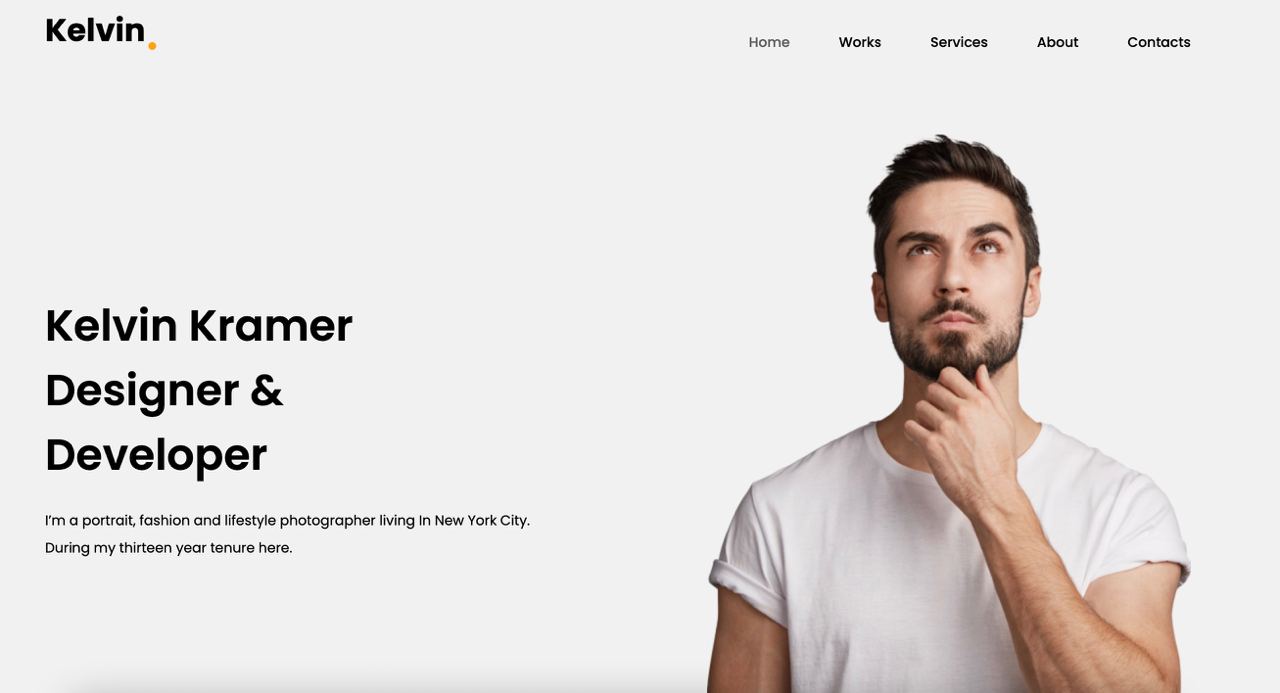 Kelvin.
Home Works Services About Contacts
Kelvin Kramer
Designer &
Developer
I'm a portrait, fashion and lifestyle photographer living In New York City.
During my thirteen year tenure here.